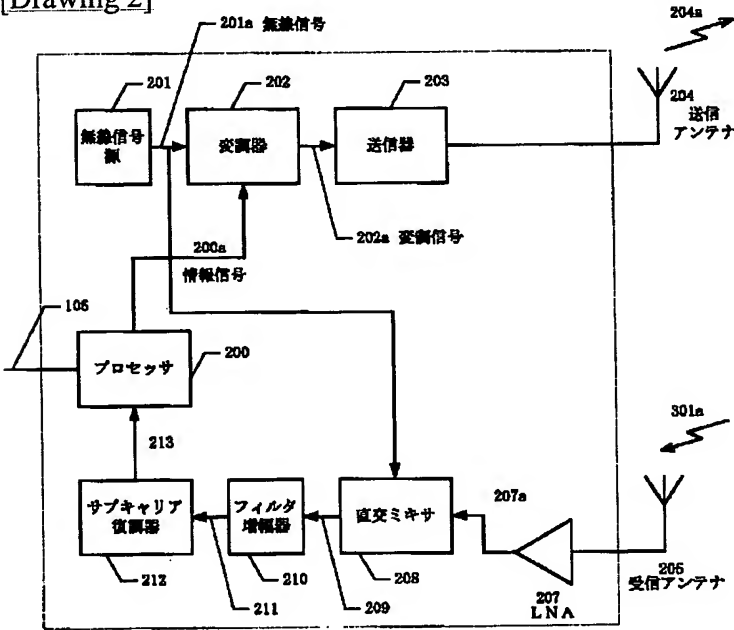 [Drawing 2]
201a 無線信号
204a
201
202
203
無線信号
源
変調器
送信器
204
送信
アンテナ
202a 変調信号
200a
情報信号
106
プロセッサ
200
301a
213
207a
サブキャリア
復調器
フィルタ
増幅器
直交ミキサ
212
211
210
209
208
207
LNA
206
受信アンテナ